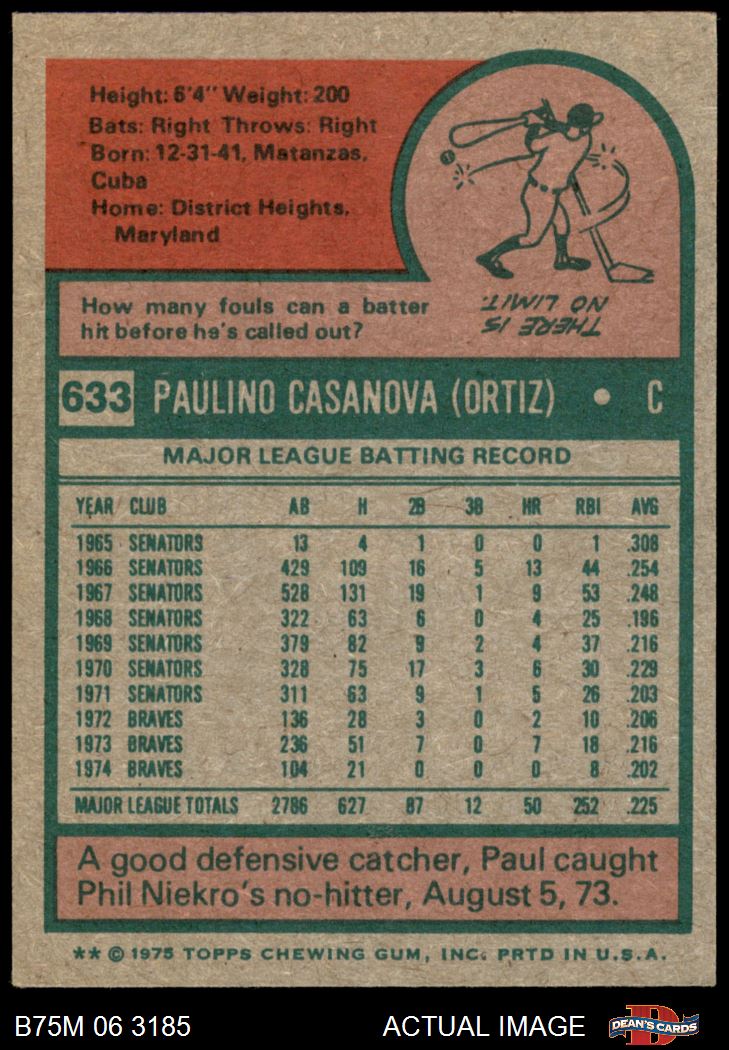 Height: 6'4" Weight: 200
Bats: Right Throws: Right
Born: 12-31-41, Matanzas,
Cuba
Home: District Heights,
Maryland
How many fouls can a batter
hit before he's called out?
THERE IS
NO LIMIT.
633 PAULINO CASANOVA (ORTIZ) • C
MAJOR LEAGUE BATTING RECORD
YEAR CLUB AB H 2B 3B HR RBI AVG
1965 SENATORS 13 4 1 0 0 1 .308
1966 SENATORS 429 109 16 5 13 44 .254
1967 SENATORS 528 131 19 1 9 53 .248
1968 SENATORS 322 63 6 0 4 25 .196
1969 SENATORS 379 82 9 2 4 37 .216
1970 SENATORS 328 75 17 3 6 30 .229
1971 SENATORS 311 63 9 1 5 26 .203
1972 BRAVES 136 28 3 0 2 10 .206
1973 BRAVES 236 51 7 0 7 18 .216
1974 BRAVES 104 21 0 0 0 8 .202
MAJOR LEAGUE TOTALS 2786 627 87 12 50 252 .225
A good defensive catcher, Paul caught
Phil Niekro's no-hitter, August 5, 73.
** © 1975 TOPPS CHEWING GUM, INC. PRTD IN U.S.A.
B75M 06 3185 ACTUAL IMAGE D DEAN'S CARDS